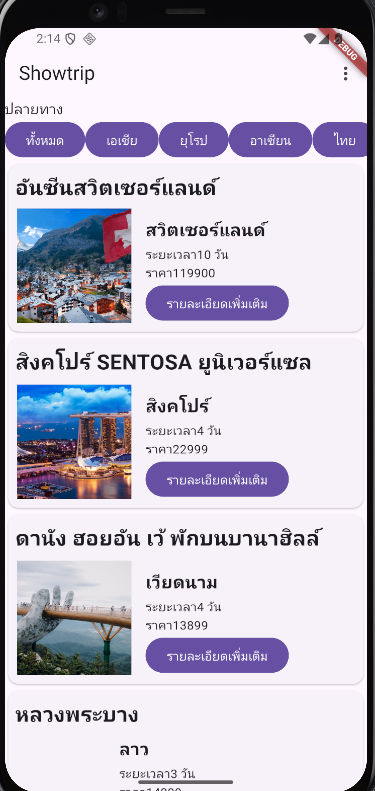 2:14
DEBUG
Showtrip
ปลายทาง
ทั้งหมด เอเชีย ยุโรป อาเซียน ไทย
อันซีนสวิตเซอร์แลนด์
สวิตเซอร์แลนด์
ระยะเวลา10 วัน
ราคา119900
รายละเอียดเพิ่มเติม
สิงคโปร์ SENTOSA ยูนิเวอร์แซล
สิงคโปร์
ระยะเวลา4 วัน
ราคา22999
รายละเอียดเพิ่มเติม
ดานัง ฮอยอัน เว้ พักบนบานาฮิลล์
เวียดนาม
ระยะเวลา4 วัน
ราคา13899
รายละเอียดเพิ่มเติม
หลวงพระบาง
ลาว
ระยะเวลา3 วัน